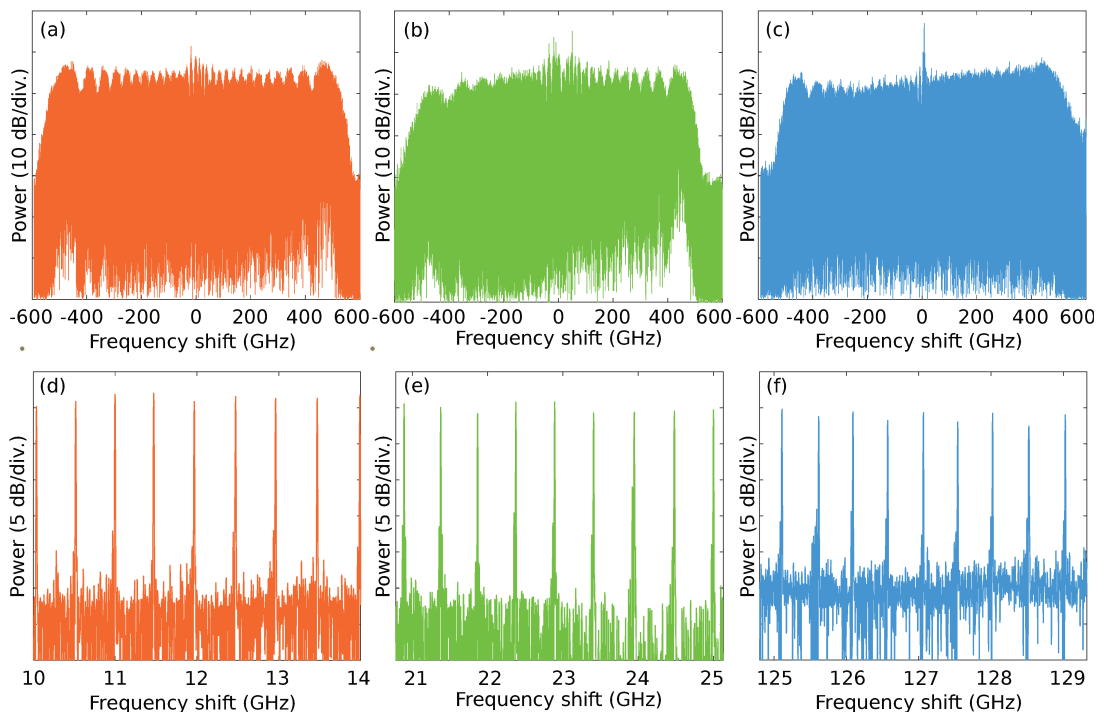 (a) (b) (c)
Power (10 dB/div.) Power (10 dB/div.) Power (10 dB/div.)
-600 -400 -200 0 200 400 600 -600 -400 -200 0 200 400 600 -600 -400 -200 0 200 400 600
Frequency shift (GHz) Frequency shift (GHz) Frequency shift (GHz)
(d) (e) (f)
Power (5 dB/div.) Power (5 dB/div.) Power (5 dB/div.)
10 11 12 13 14 21 22 23 24 25 125 126 127 128 129
Frequency shift (GHz) Frequency shift (GHz) Frequency shift (GHz)